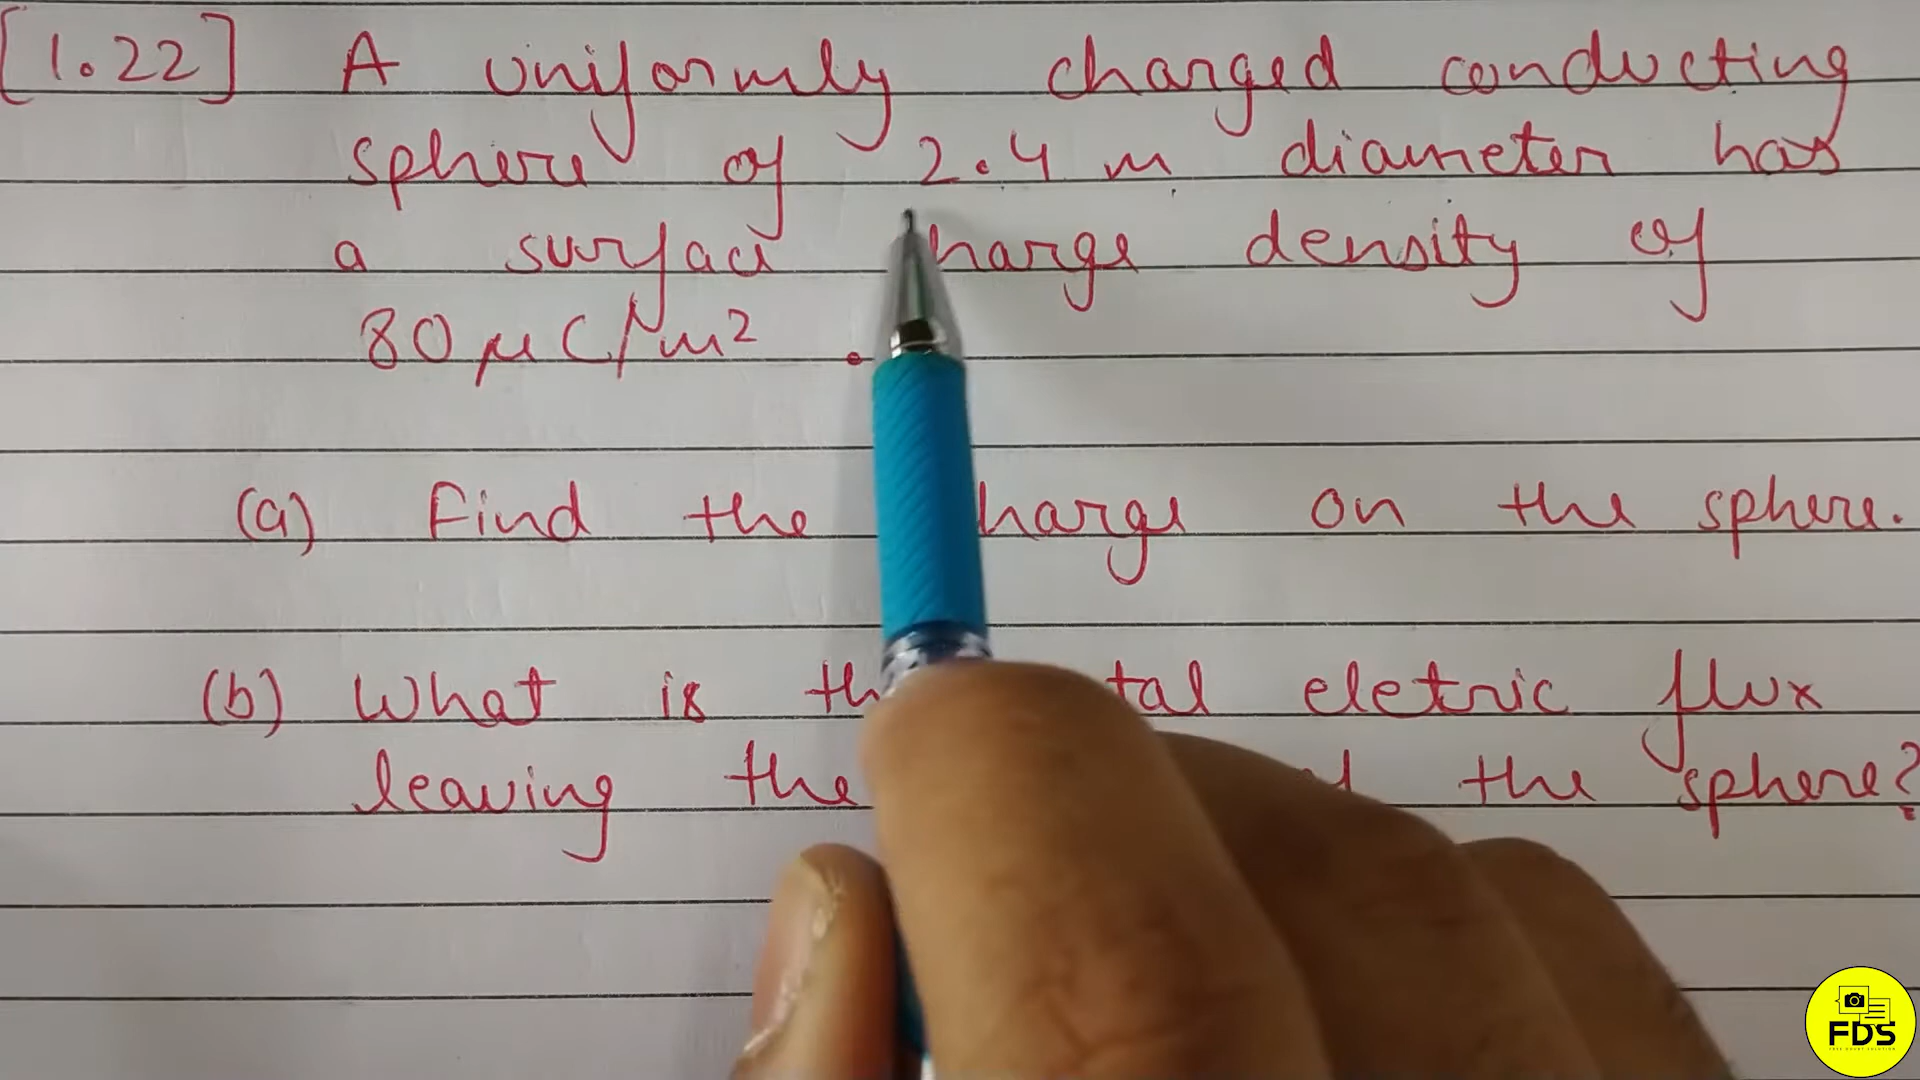 [1.22] A uniformly charged conducting
sphere of 2.4 m diameter has
a surface harge density of
80 μC/m² .
(a) Find the harge on the sphere.
(b) What is th tal eletric flux
leaving the the sphere?
FDS